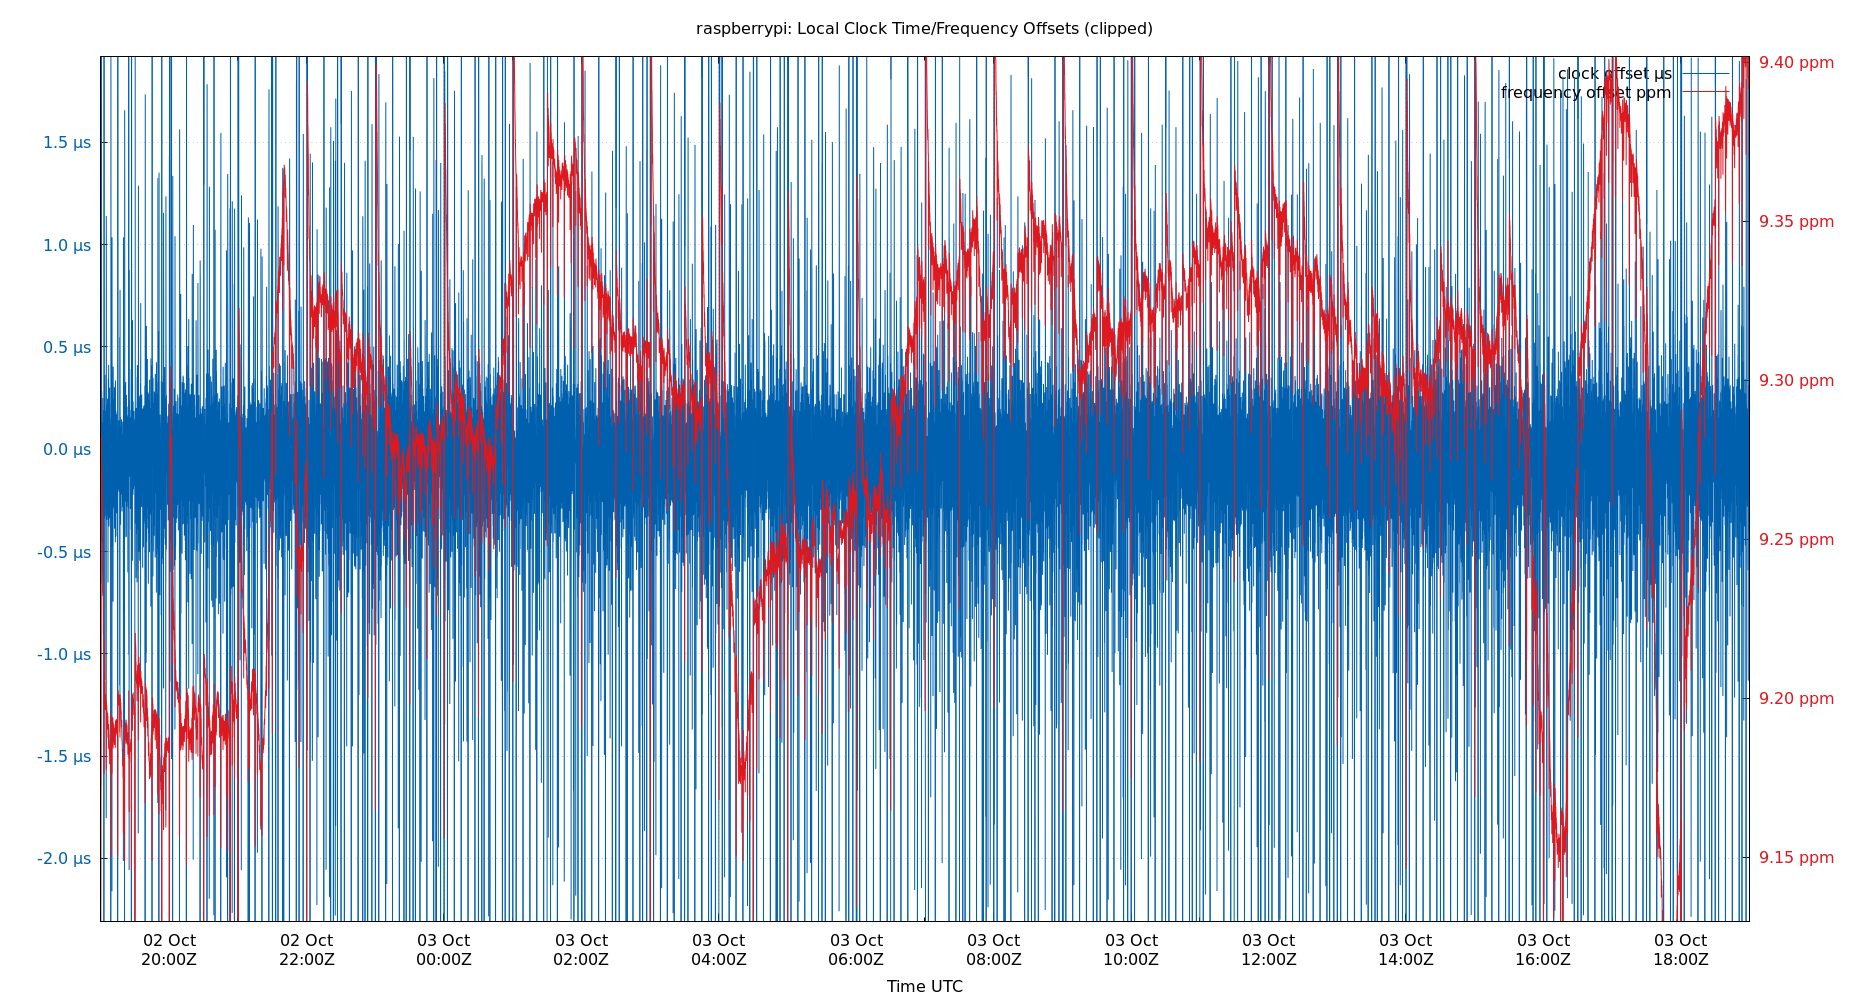 raspberrypi: Local Clock Time/Frequency Offsets (clipped)
9.40 ppm
clock offset µs
frequency offset ppm
1.5 µs
9.35 ppm
1.0 µs
0.5 µs
9.30 ppm
0.0 µs
-0.5 µs
9.25 ppm
-1.0 µs
9.20 ppm
-1.5 µs
-2.0 µs
9.15 ppm
02 Oct 02 Oct 03 Oct 03 Oct 03 Oct 03 Oct 03 Oct 03 Oct 03 Oct 03 Oct 03 Oct 03 Oct
20:00Z 22:00Z 00:00Z 02:00Z 04:00Z 06:00Z 08:00Z 10:00Z 12:00Z 14:00Z 16:00Z 18:00Z
Time UTC